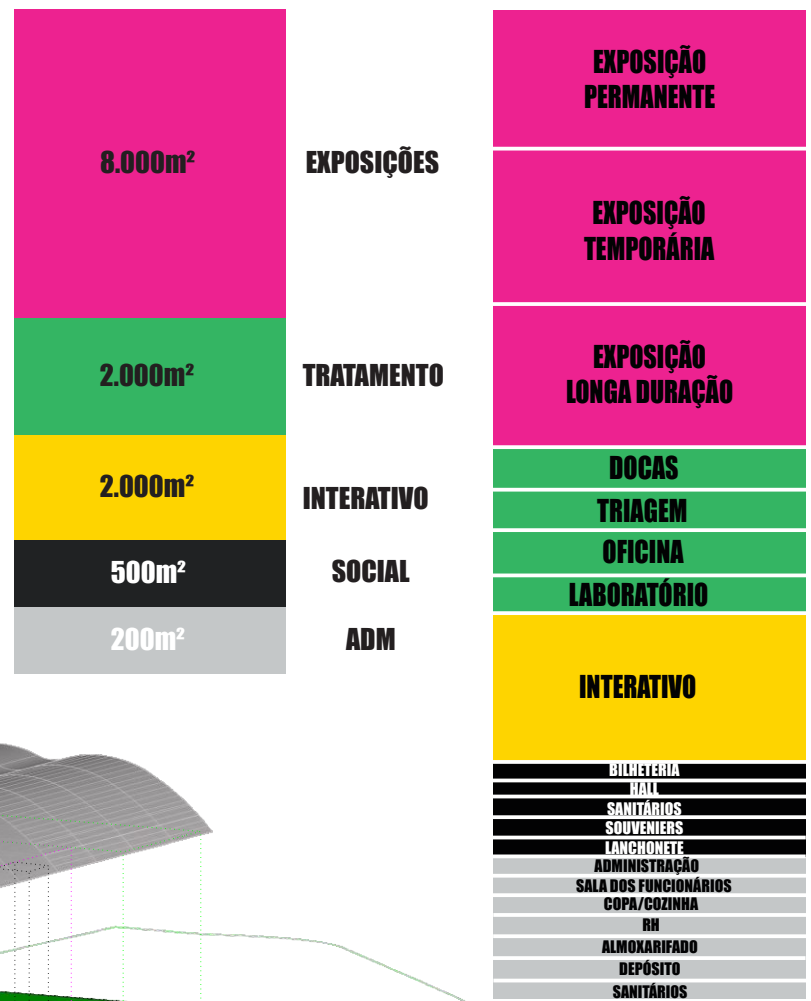 8.000m²
EXPOSIÇÕES
2.000m²
TRATAMENTO
2.000m²
INTERATIVO
500m²
SOCIAL
200m²
ADM
EXPOSIÇÃO
PERMANENTE
EXPOSIÇÃO
TEMPORÁRIA
EXPOSIÇÃO
LONGA DURAÇÃO
DOCAS
TRIAGEM
OFICINA
LABORATÓRIO
INTERATIVO
BILHETERIA
HALL
SANITÁRIOS
SOUVENIERS
LANCHONETE
ADMINISTRAÇÃO
SALA DOS FUNCIONÁRIOS
COPA/COZINHA
RH
ALMOXARIFADO
DEPÓSITO
SANITÁRIOS